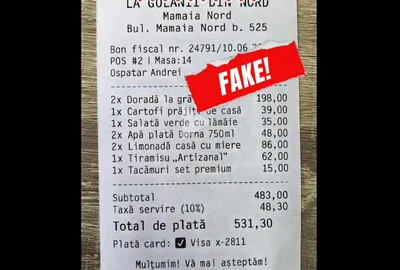 LA GOLANII DIN NORD
Mamaia Nord
Bul. Mamaia Nord b. 525
Bon fiscal nr. 24791/10.06
POS #2 | Masa:14
Ospatar Andrei
FAKE!
2x Doradă la gră 198,00
1x Cartofi prăjiți de casă 39,00
1x Salată verde cu lămâie 35,00
2x Apă plată Dorna 750ml 48,00
2x Limonadă casă cu miere 86,00
1x Tiramisu „Artizanal” 62,00
1x Tacâmuri set premium 15,00
Subtotal 483,00
Taxă servire (10%) 48,30
Total de plată 531,30
Plată card: ☑ Visa x-2811
Mulțumim! Vă mai așteptăm!